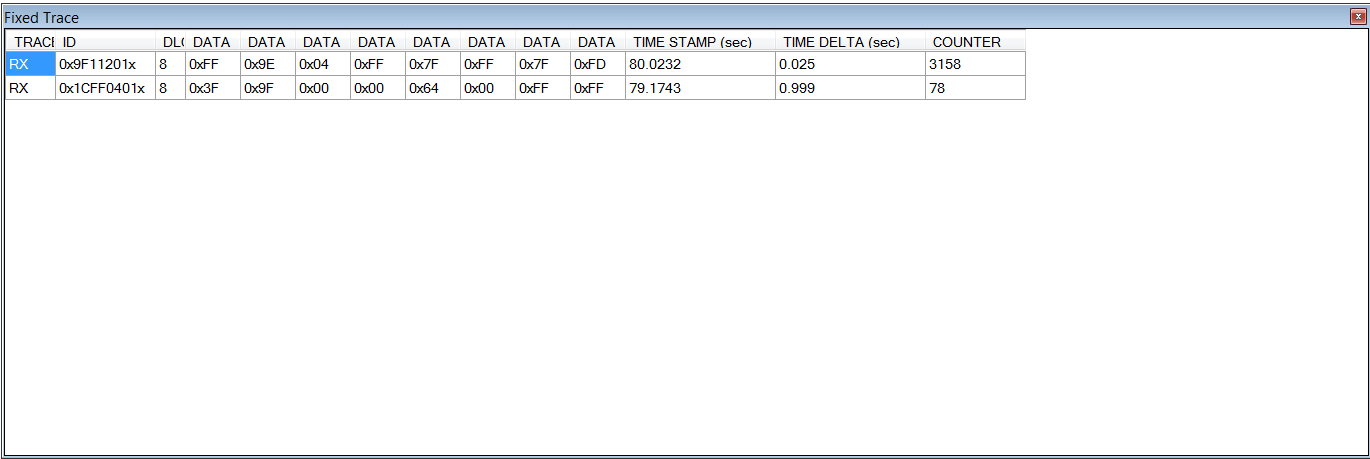 Fixed Trace
TRACE ID DLC DATA DATA DATA DATA DATA DATA DATA DATA TIME STAMP (sec) TIME DELTA (sec) COUNTER
RX 0x9F11201x 8 0xFF 0x9E 0x04 0xFF 0x7F 0xFF 0x7F 0xFD 80.0232 0.025 3158
RX 0x1CFF0401x 8 0x3F 0x9F 0x00 0x00 0x64 0x00 0xFF 0xFF 79.1743 0.999 78